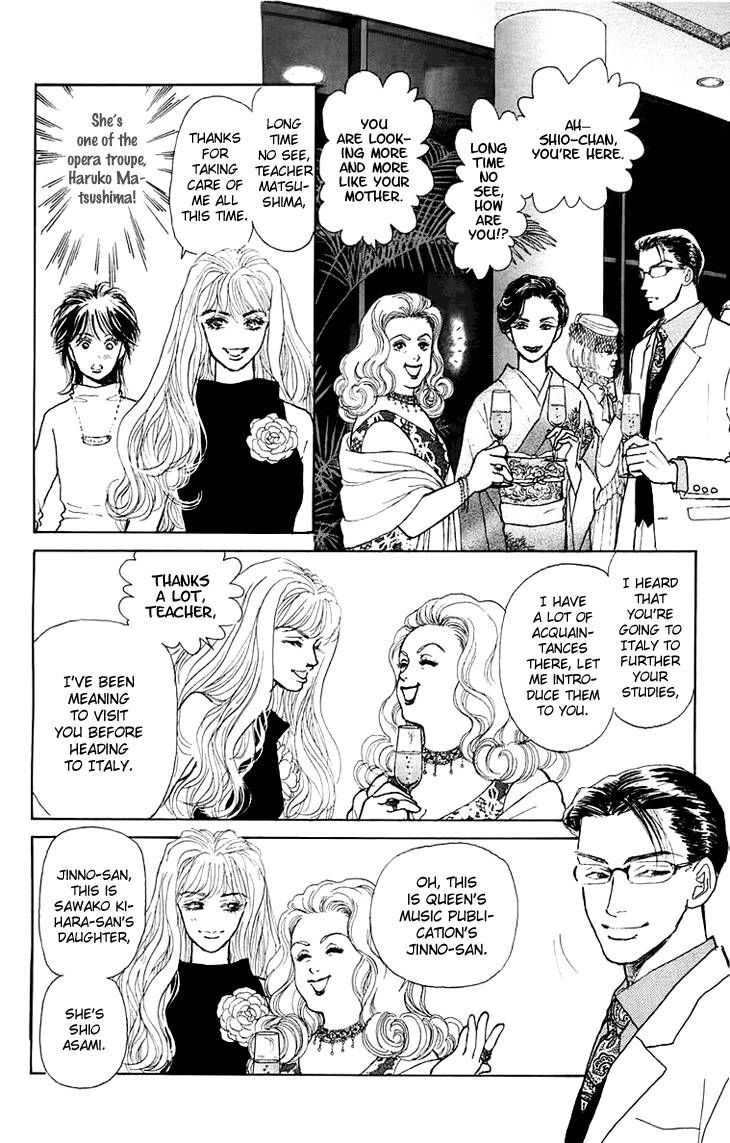 AH—
SHIO-CHAN,
YOU'RE HERE.
LONG
TIME
NO
SEE,
HOW
ARE
YOU!?
YOU
ARE LOOK-
ING MORE
AND MORE
LIKE YOUR
MOTHER.
LONG
TIME
NO SEE,
TEACHER
MATSU-
SHIMA,
THANKS
FOR
TAKING
CARE OF
ME ALL
THIS TIME.
She's
one of the
opera troupe,
Haruko Ma-
tsushima!
I HEARD
THAT
YOU'RE
GOING TO
ITALY TO
FURTHER
YOUR
STUDIES,
I HAVE
A LOT OF
ACQUAIN-
TANCES
THERE, LET
ME INTRO-
DUCE THEM
TO YOU.
THANKS
A LOT,
TEACHER,
I'VE BEEN
MEANING
TO VISIT
YOU BEFORE
HEADING
TO ITALY.
OH, THIS
IS QUEEN'S
MUSIC PUBLI-
CATION'S
JINNO-SAN.
JINNO-SAN,
THIS IS
SAWAKO KI-
HARA-SAN'S
DAUGHTER,
SHE'S
SHIO
ASAMI.